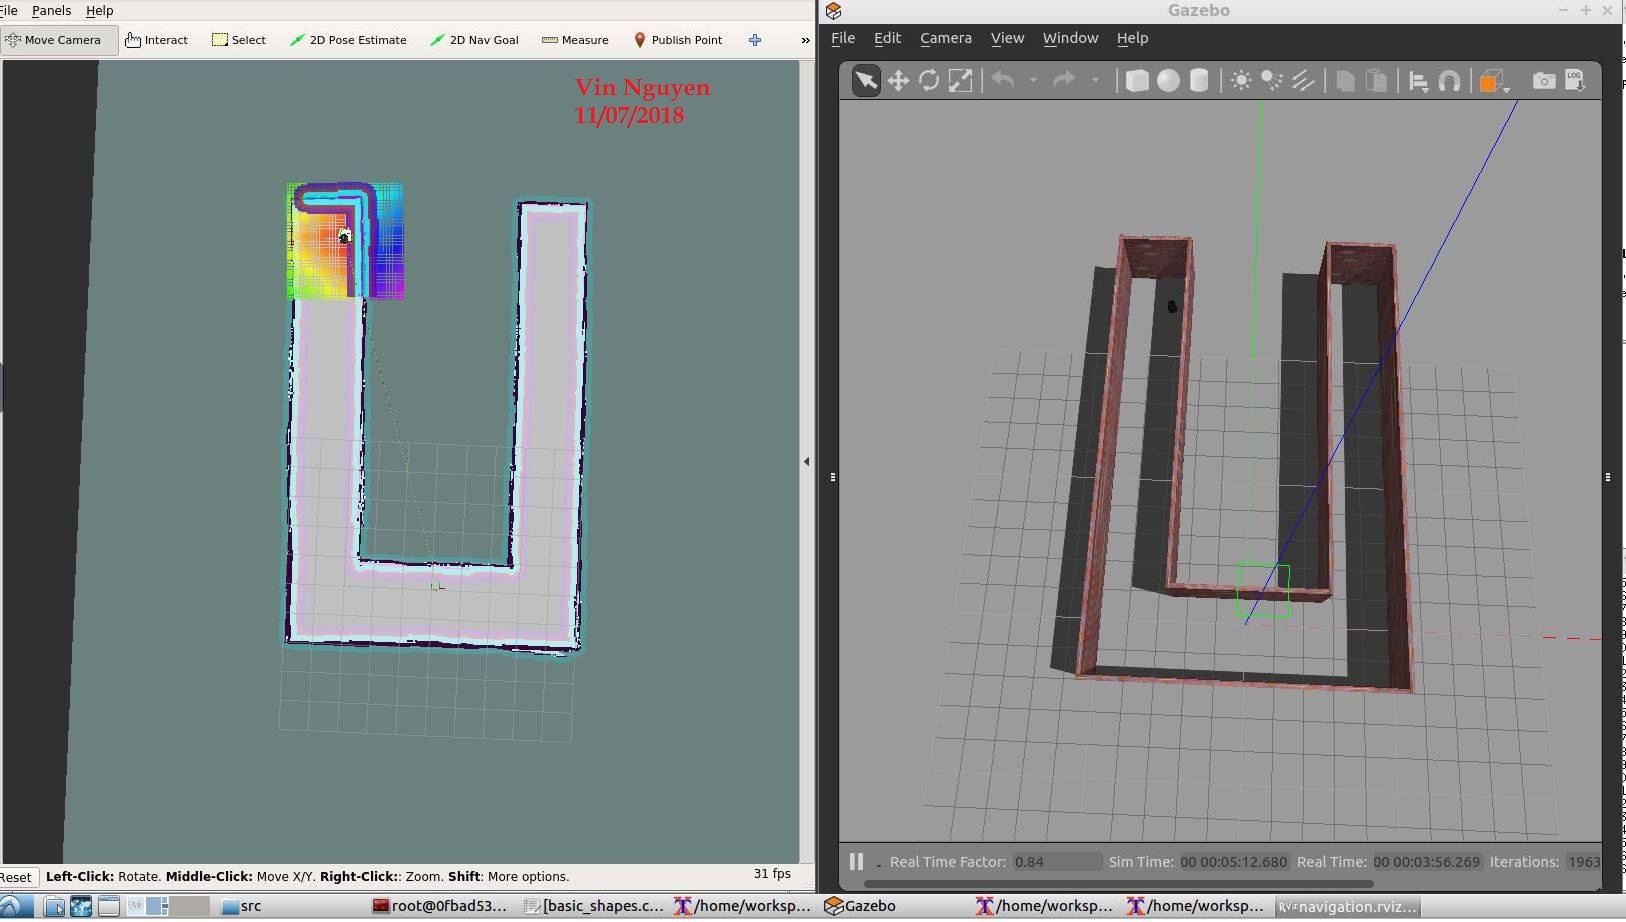 File Panels Help
Move Camera Interact Select 2D Pose Estimate 2D Nav Goal Measure Publish Point »
Vin Nguyen
11/07/2018
Reset Left-Click: Rotate. Middle-Click: Move X/Y. Right-Click:: Zoom. Shift: More options. 31 fps
Gazebo
File Edit Camera View Window Help
LOG
Real Time Factor: 0.84 Sim Time: 00 00:05:12.680 Real Time: 00 00:03:56.269 Iterations: 1963
src root@0fbad53... [basic_shapes.c... /home/worksp... Gazebo /home/worksp... /home/worksp... RViz navigation.rviz...